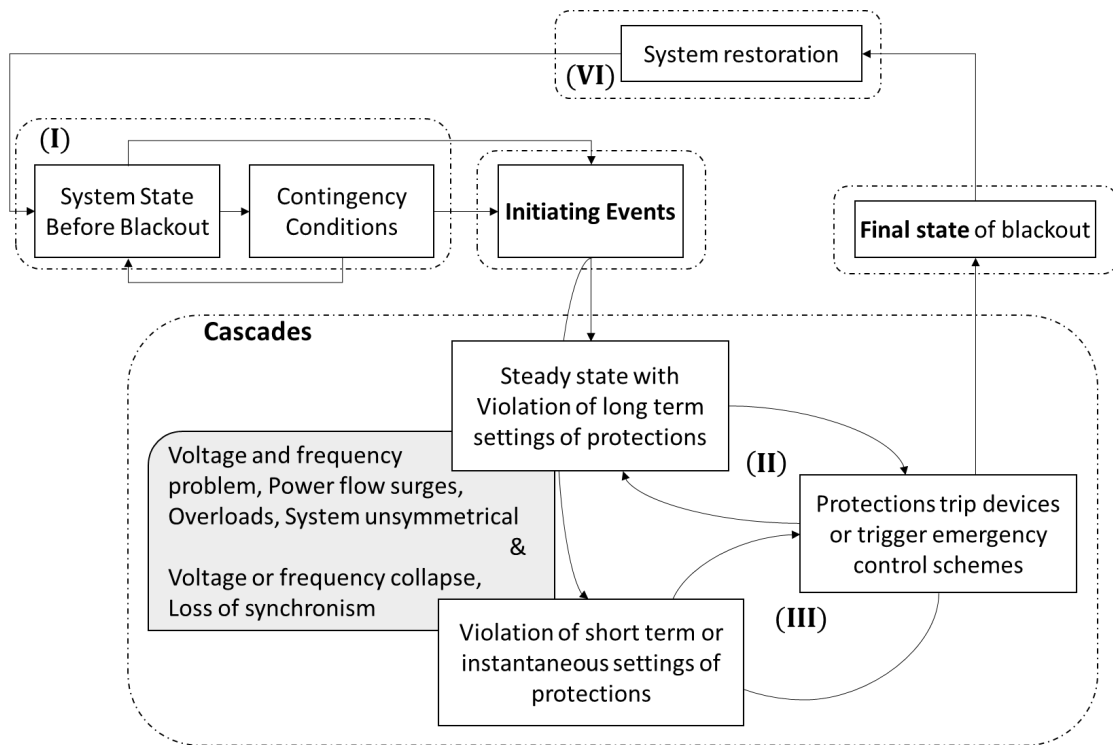 System restoration
(VI)
(I)
System State
Before Blackout
Contingency
Conditions
Initiating Events
Final state of blackout
Cascades
Steady state with
Violation of long term
settings of protections
Voltage and frequency
problem, Power flow surges,
Overloads, System unsymmetrical
&
Voltage or frequency collapse,
Loss of synchronism
(II)
Protections trip devices
or trigger emergency
control schemes
(III)
Violation of short term or
instantaneous settings of
protections